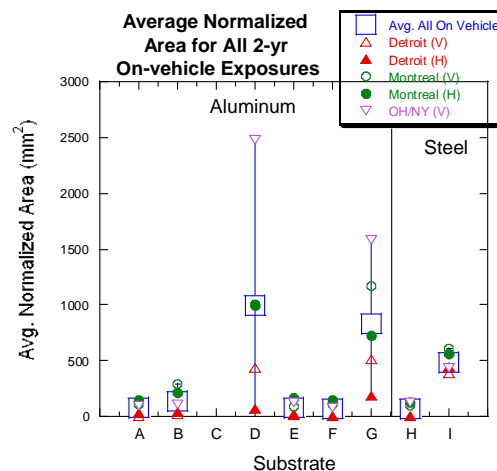 Average Normalized
Area for All 2-yr
On-vehicle Exposures
Avg. All On Vehicle
Detroit (V)
Detroit (H)
Montreal (V)
Montreal (H)
OH/NY (V)
Aluminum
Steel
Avg. Normalized Area (mm²)
3000
2500
2000
1500
1000
500
0
A B C D E F G H I
Substrate